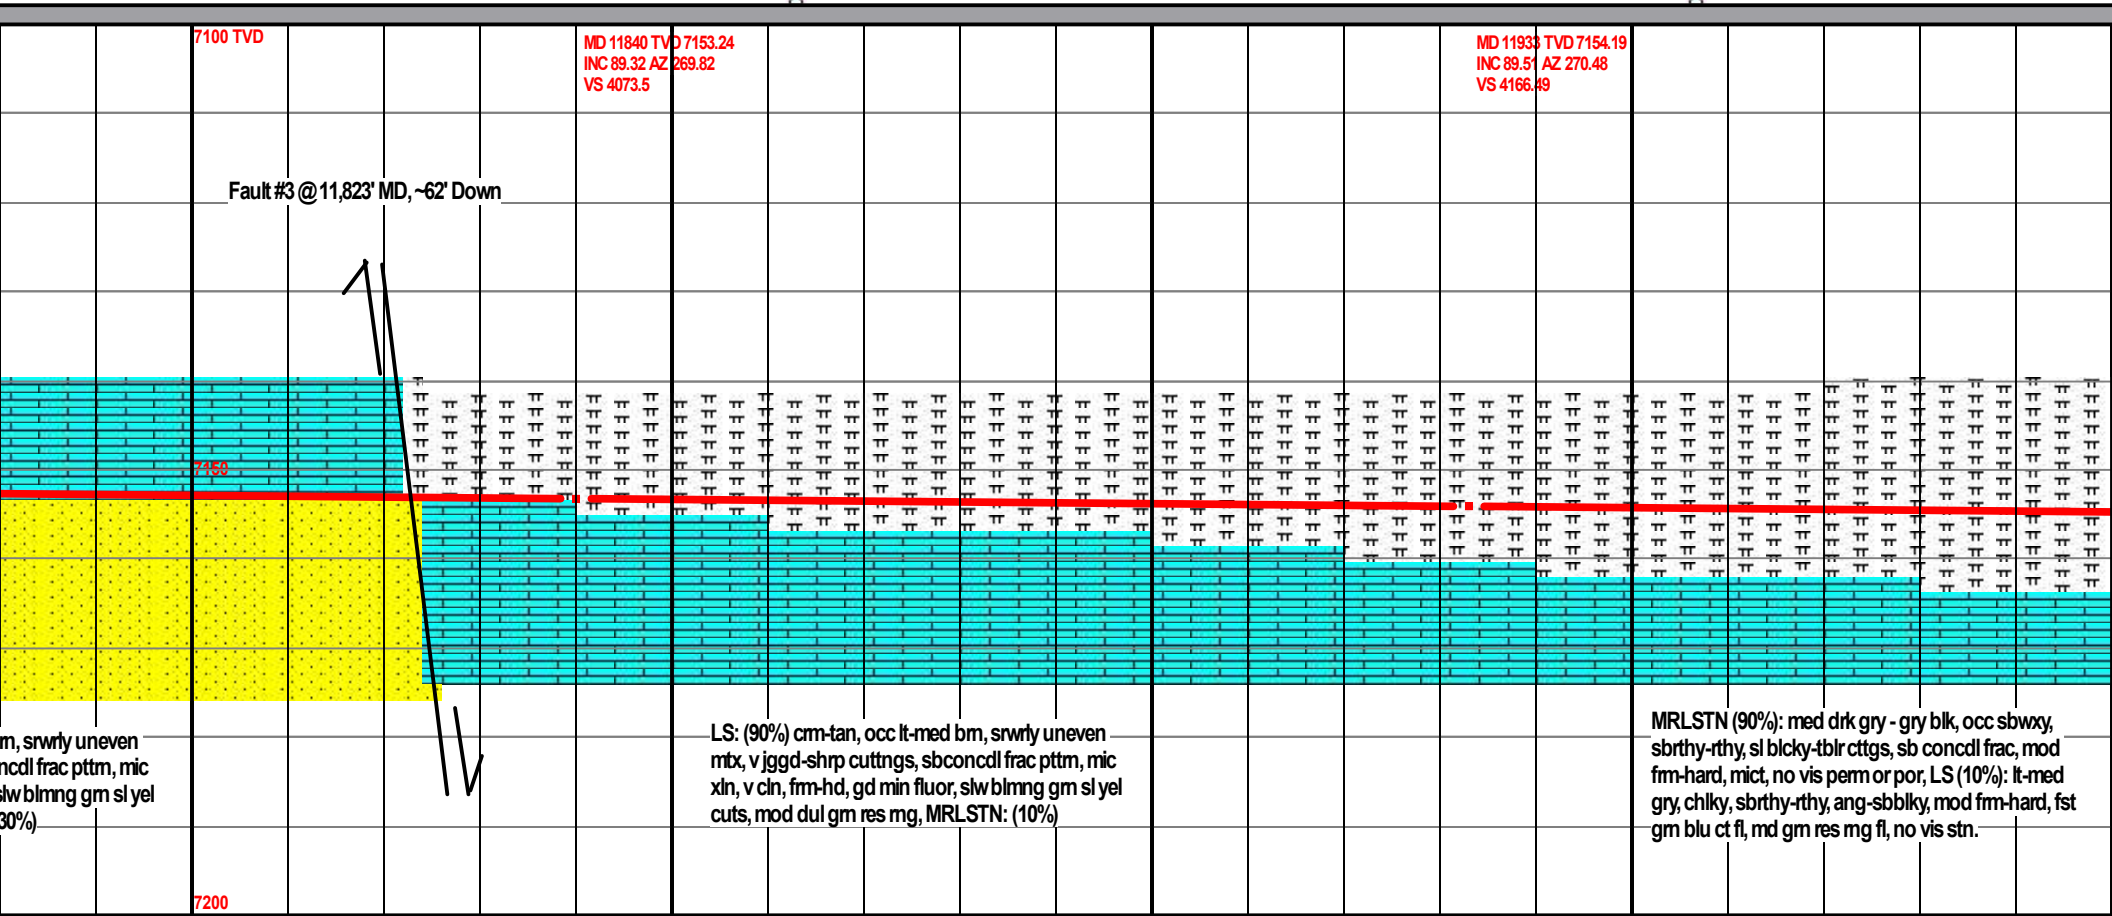 7100 TVD
MD 11840 TVD 7153.24
INC 89.32 AZ 269.82
VS 4073.5
MD 11933 TVD 7154.19
INC 89.51 AZ 270.48
VS 4166.49
Fault #3 @ 11,823' MD, ~62' Down
7150
rn, srwrly uneven
ncdl frac pttrn, mic
slw blmng grn sl yel
30%)
LS: (90%) crm-tan, occ lt-med brn, srwrly uneven
mtx, v jggd-shrp cuttngs, sbconcdl frac pttrn, mic
xln, v cln, frm-hd, gd min fluor, slw blmng grn sl yel
cuts, mod dul grn res rng, MRLSTN: (10%)
MRLSTN (90%): med drk gry - gry blk, occ sbwxy,
sbrthy-rthy, sl blcky-tblr cttgs, sb concdl frac, mod
frm-hard, mict, no vis perm or por, LS (10%): lt-med
gry, chlky, sbrthy-rthy, ang-sbblky, mod frm-hard, fst
grn blu ct fl, md grn res rng fl, no vis stn.
7200